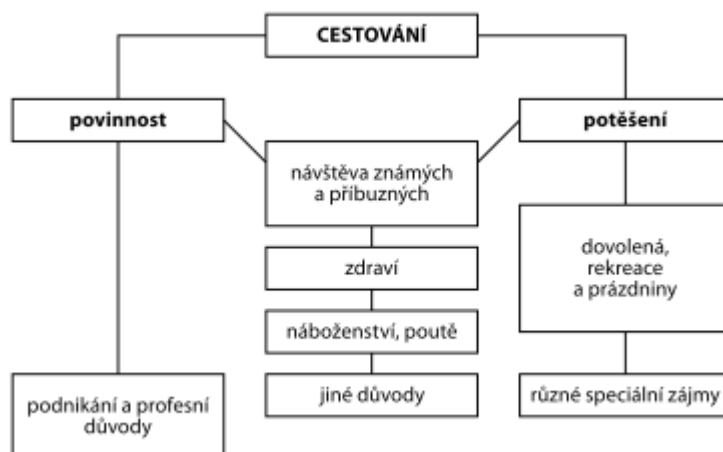 CESTOVÁNÍ
povinnost
potěšení
návštěva známých
a příbuzných
dovolená,
rekreace
a prázdniny
zdraví
náboženství, poutě
podnikání a profesní
důvody
jiné důvody
různé speciální zájmy